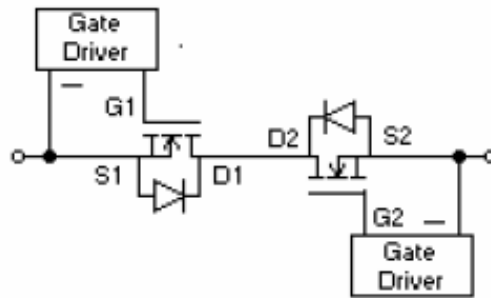 Gate
Driver
—
G1
S1
D1
D2
S2
G2
—
Gate
Driver